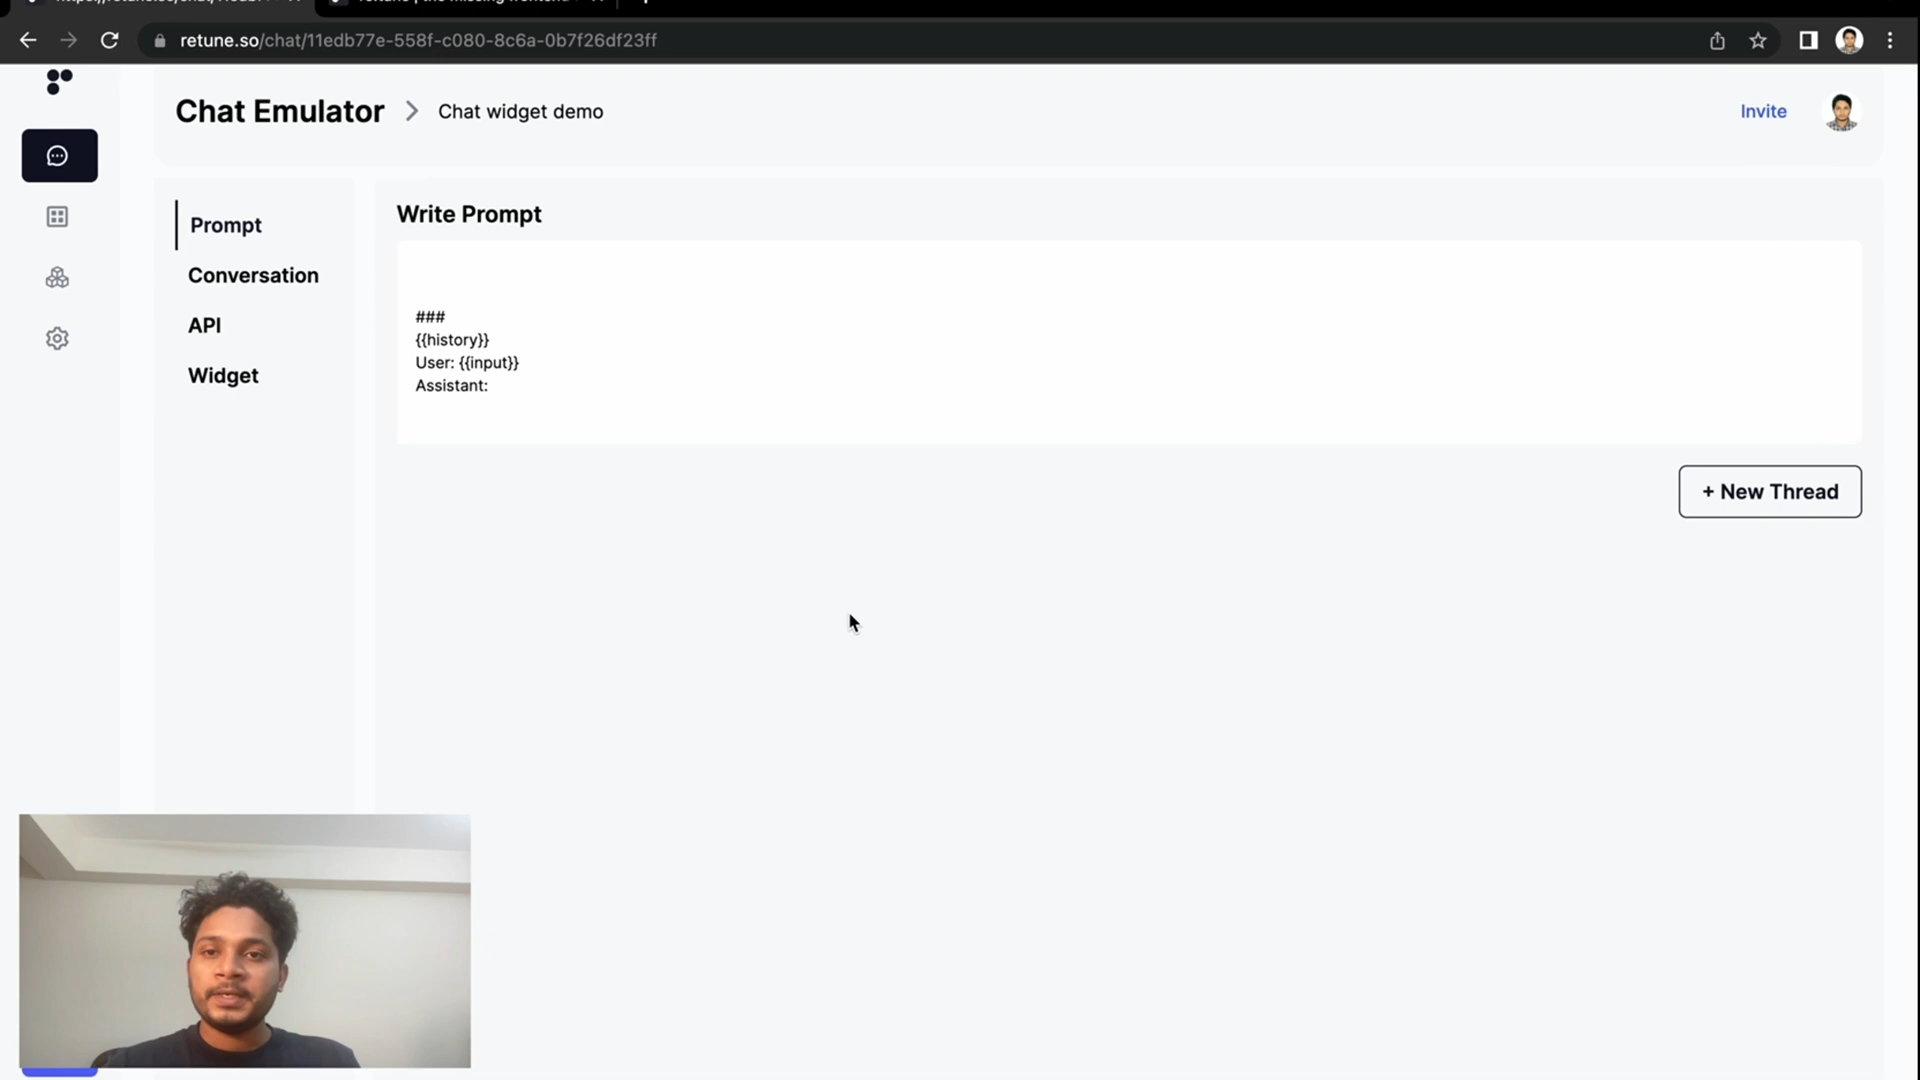 retune.so/chat/11edb77e-558f-c080-8c6a-0b7f26df23ff
Chat Emulator
Chat widget demo
Invite
Prompt
Conversation
API
Widget
Write Prompt
###
{{history}}
User: {{input}}
Assistant:
+ New Thread